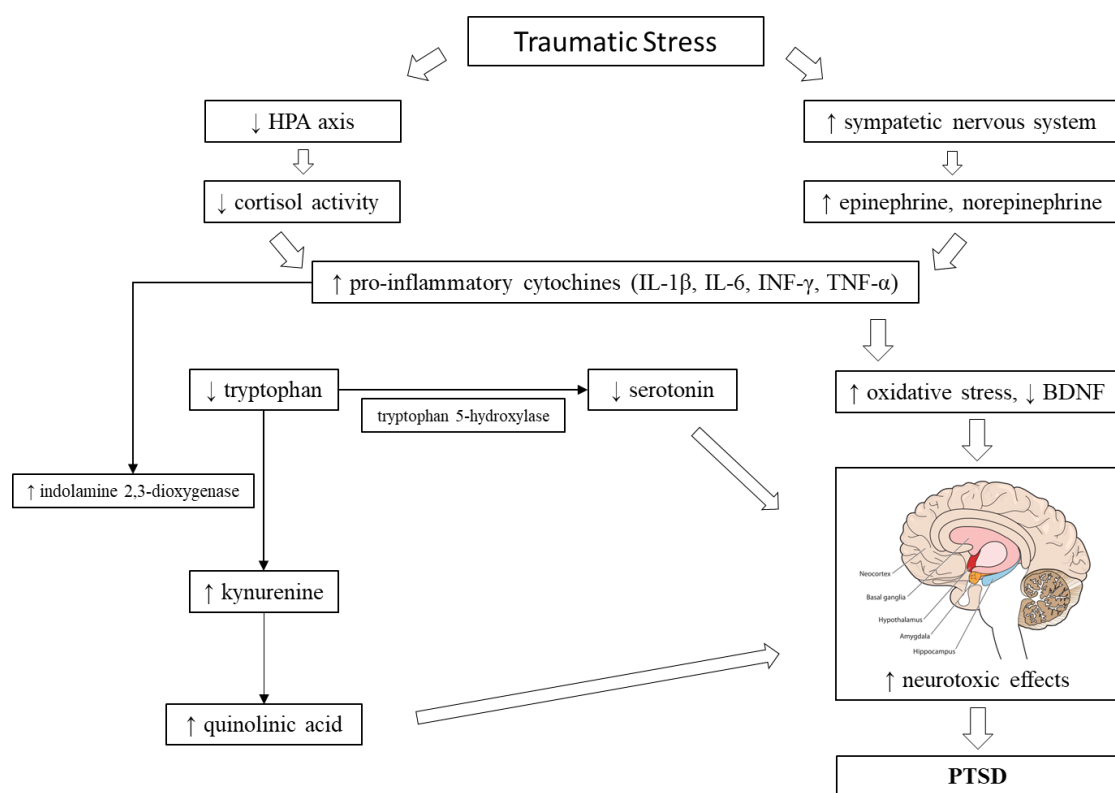 Traumatic Stress
↓ HPA axis
↑ sympatetic nervous system
↓ cortisol activity
↑ epinephrine, norepinephrine
↑ pro-inflammatory cytochines (IL-1β, IL-6, INF-γ, TNF-α)
↓ tryptophan
tryptophan 5-hydroxylase
↓ serotonin
↑ oxidative stress, ↓ BDNF
↑ indolamine 2,3-dioxygenase
↑ kynurenine
↑ quinolinic acid
Neocortex
Basal ganglia
Hypothalamus
Amygdala
Hippocampus
↑ neurotoxic effects
PTSD